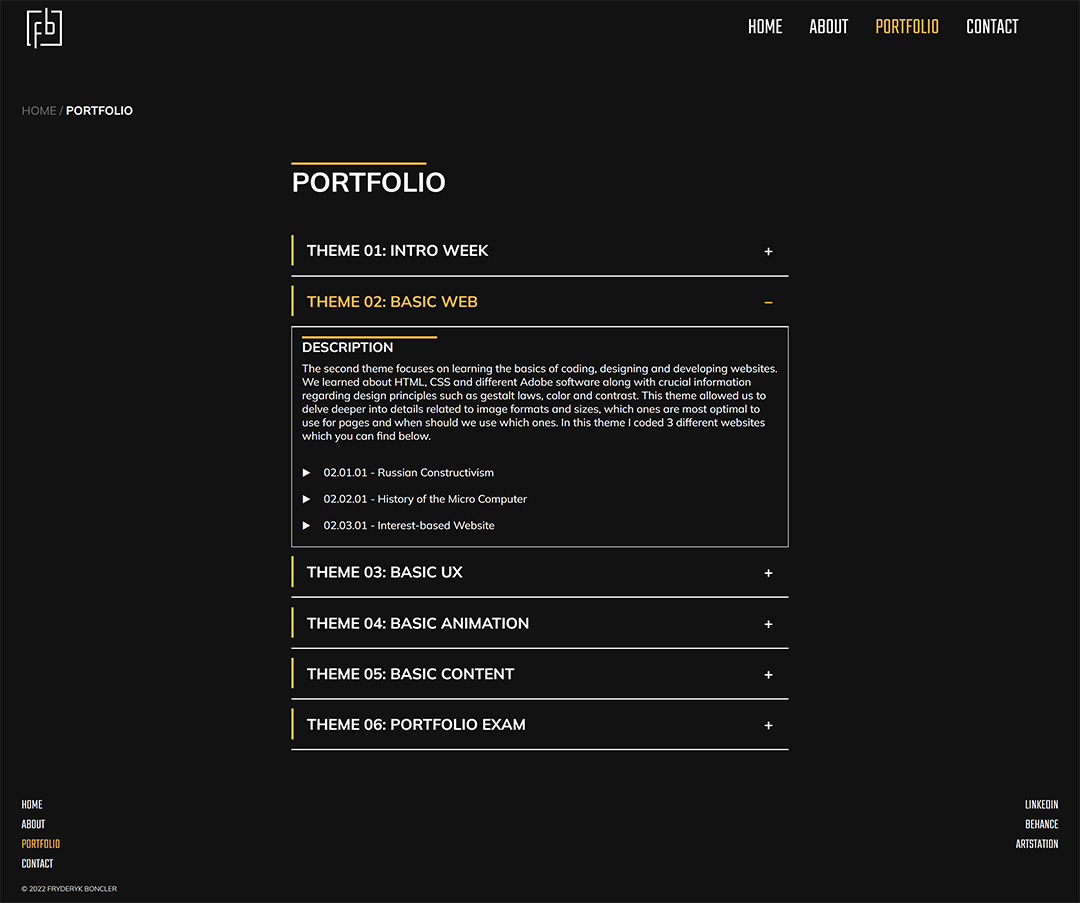 fb
HOME ABOUT PORTFOLIO CONTACT
HOME / PORTFOLIO
PORTFOLIO
THEME 01: INTRO WEEK +
THEME 02: BASIC WEB −
DESCRIPTION
The second theme focuses on learning the basics of coding, designing and developing websites.
We learned about HTML, CSS and different Adobe software along with crucial information
regarding design principles such as gestalt laws, color and contrast. This theme allowed us to
delve deeper into details related to image formats and sizes, which ones are most optimal to
use for pages and when should we use which ones. In this theme I coded 3 different websites
which you can find below.
02.01.01 - Russian Constructivism
02.02.01 - History of the Micro Computer
02.03.01 - Interest-based Website
THEME 03: BASIC UX +
THEME 04: BASIC ANIMATION +
THEME 05: BASIC CONTENT +
THEME 06: PORTFOLIO EXAM +
HOME
ABOUT
PORTFOLIO
CONTACT
LINKEDIN
BEHANCE
ARTSTATION
© 2022 FRYDERYK BONCLER